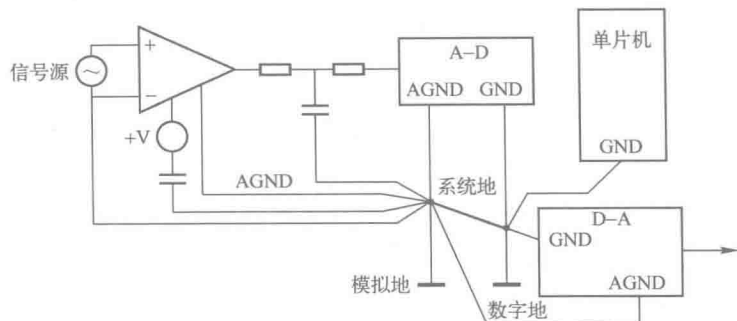 信号源
+
−
+V
AGND
A-D
AGND GND
单片机
GND
系统地
D-A
GND
AGND
模拟地
数字地